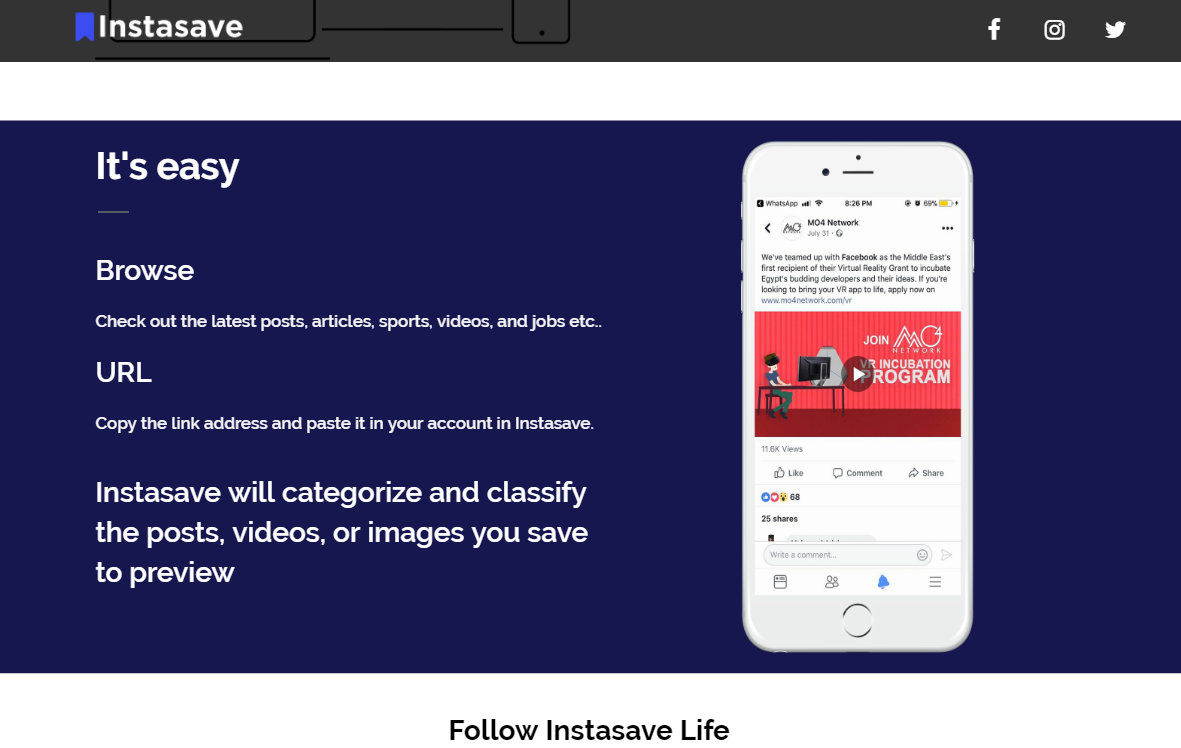 Instasave
It's easy
Browse
Check out the latest posts, articles, sports, videos, and jobs etc..
URL
Copy the link address and paste it in your account in Instasave.
Instasave will categorize and classify
the posts, videos, or images you save
to preview
WhatsApp 8:26 PM 69%
MO4 Network
July 31 ·
We've teamed up with Facebook as the Middle East's
first recipient of their Virtual Reality Grant to incubate
Egypt's budding developers and their ideas. If you're
looking to bring your VR app to life, apply now on
www.mo4network.com/vr
JOIN MO4
NETWORK
VR INCUBATION
PROGRAM
11.6K Views
Like Comment Share
68
25 shares
Write a comment...
Follow Instasave Life